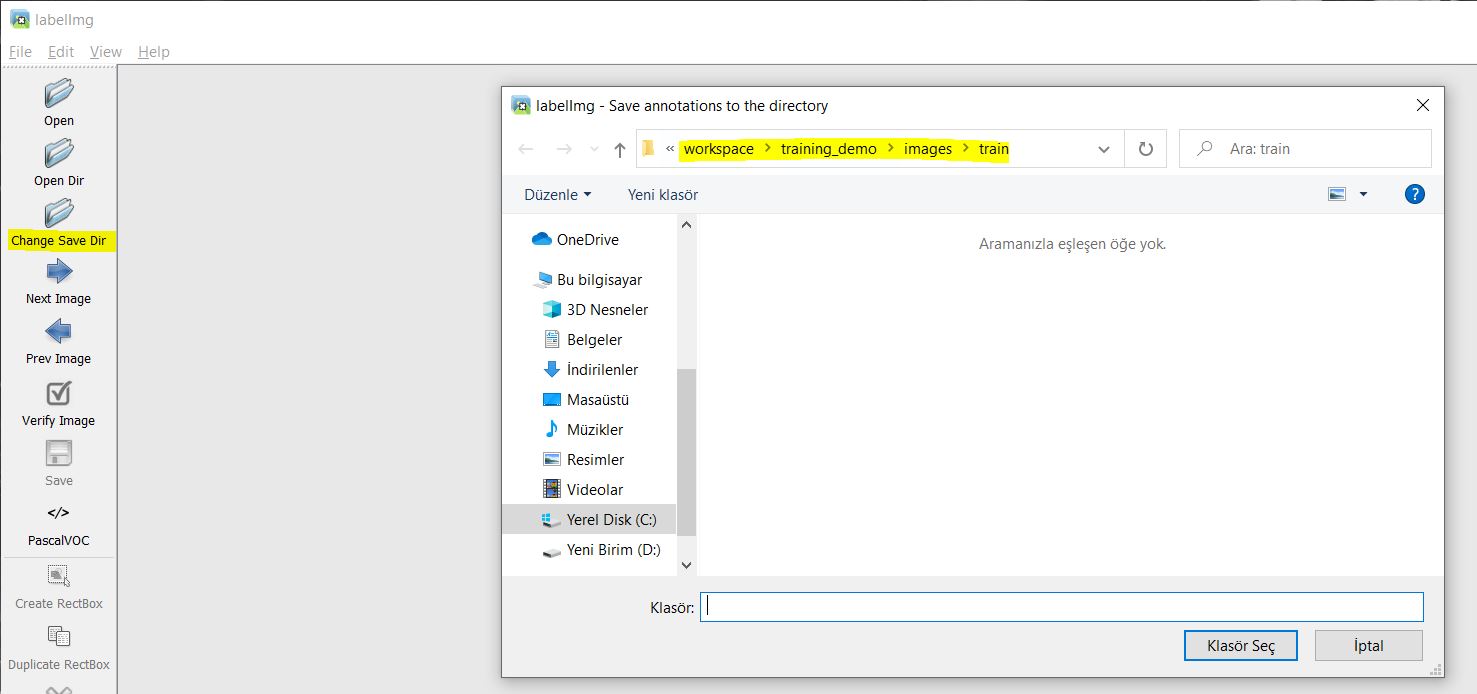 labelImg
File Edit View Help
Open
Open Dir
Change Save Dir
Next Image
Prev Image
Verify Image
Save
</>
PascalVOC
Create RectBox
Duplicate RectBox
labelImg - Save annotations to the directory
« workspace > training_demo > images > train
Ara: train
Düzenle Yeni klasör
?
OneDrive
Bu bilgisayar
3D Nesneler
Belgeler
İndirilenler
Masaüstü
Müzikler
Resimler
Videolar
Yerel Disk (C:)
Yeni Birim (D:)
Aramanızla eşleşen öğe yok.
Klasör:
Klasör Seç İptal